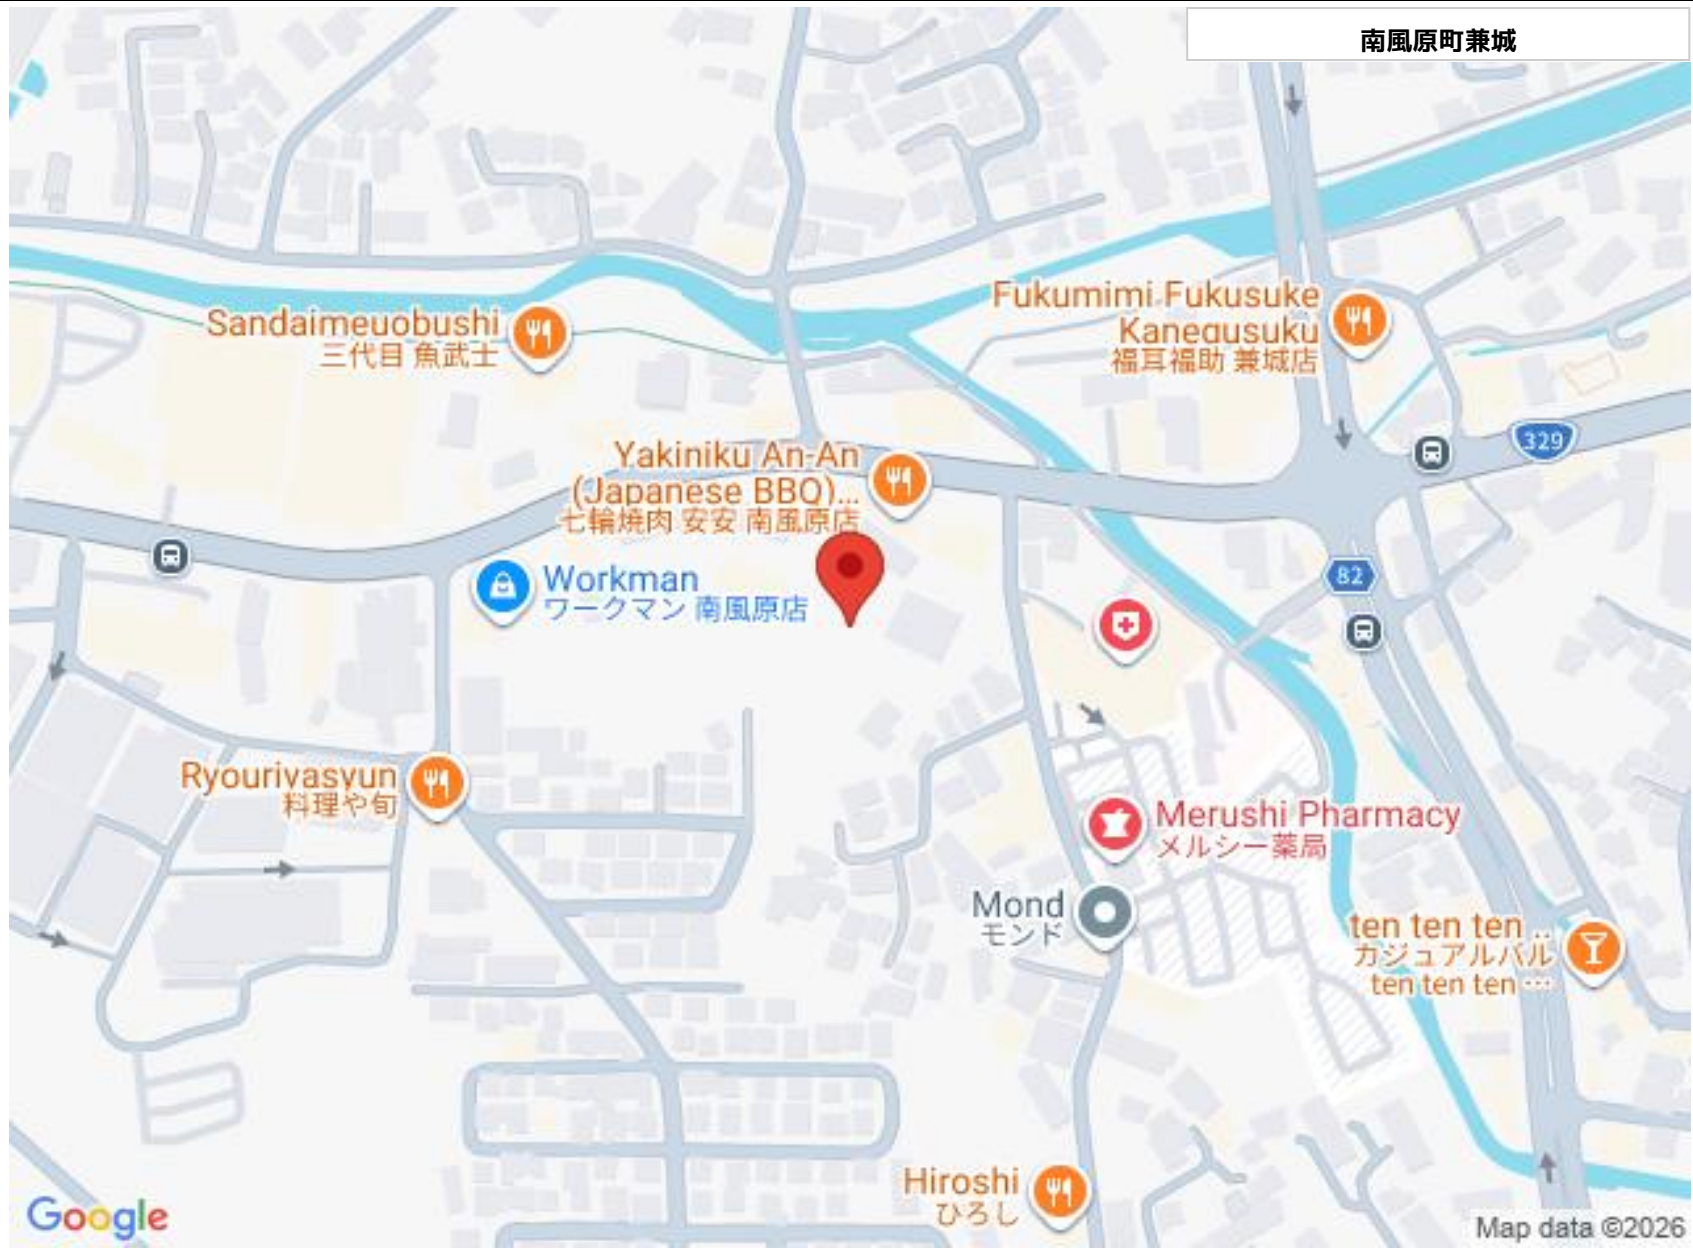 南風原町兼城
Fukumimi Fukusuke
Kanegusuku
福耳福助 兼城店
Sandaimeuobushi
三代目 魚武士
329
Yakiniku An-An
(Japanese BBQ)...
七輪焼肉 安安 南風原店
Workman
ワークマン 南風原店
82
Ryouriyasyun
料理や旬
Merushi Pharmacy
メルシー薬局
Mond
モンド
ten ten ten ..
カジュアルバル
ten ten ten ...
Hiroshi
ひろし
Google
Map data ©2026